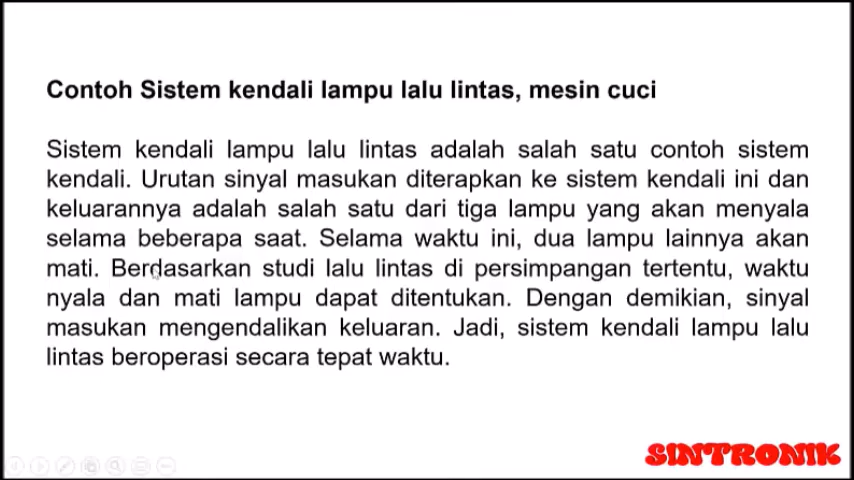 Contoh Sistem kendali lampu lalu lintas, mesin cuci
Sistem kendali lampu lalu lintas adalah salah satu contoh sistem
kendali. Urutan sinyal masukan diterapkan ke sistem kendali ini dan
keluarannya adalah salah satu dari tiga lampu yang akan menyala
selama beberapa saat. Selama waktu ini, dua lampu lainnya akan
mati. Berdasarkan studi lalu lintas di persimpangan tertentu, waktu
nyala dan mati lampu dapat ditentukan. Dengan demikian, sinyal
masukan mengendalikan keluaran. Jadi, sistem kendali lampu lalu
lintas beroperasi secara tepat waktu.
SINTRONIK